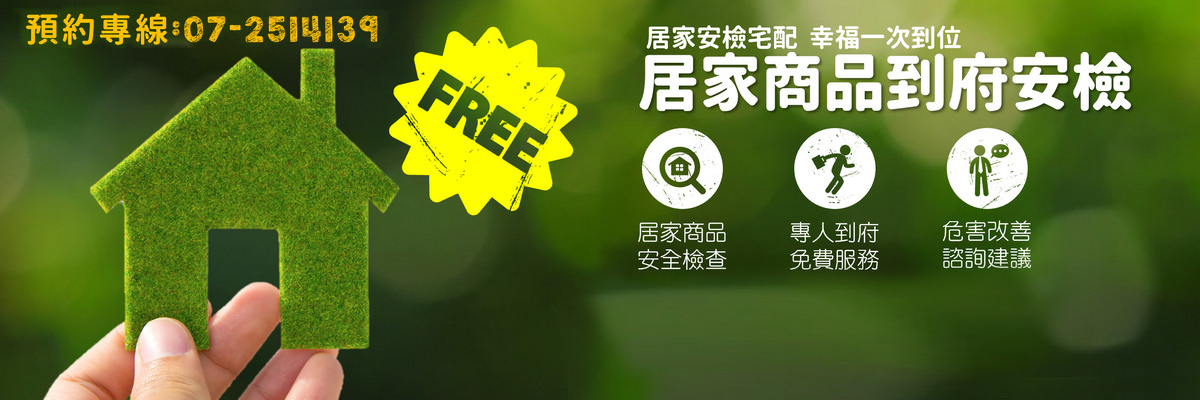 預約專線:07-2514139
FREE
居家安檢宅配 幸福一次到位
居家商品到府安檢
居家商品
安全檢查
專人到府
免費服務
危害改善
諮詢建議